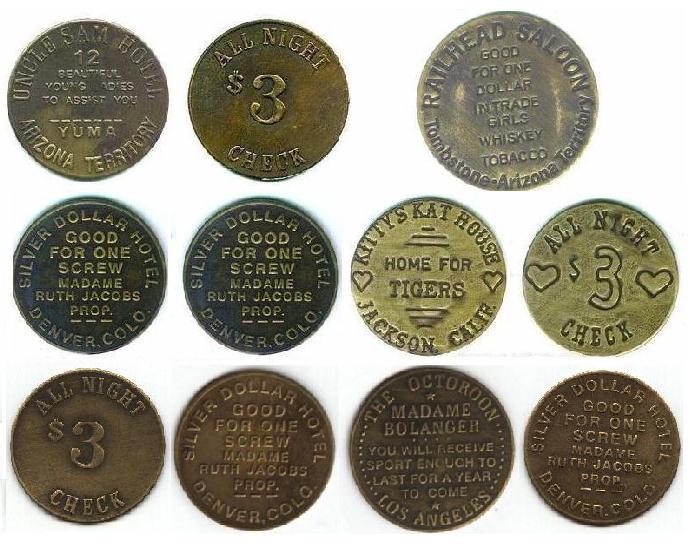 UNCLE SAM HOTEL
12
BEAUTIFUL
YOUNG LADIES
TO ASSIST YOU
YUMA
ARIZONA TERRITORY
ALL NIGHT
$3
CHECK
RAILHEAD SALOON
GOOD
FOR ONE
DOLLAR
IN TRADE
GIRLS
WHISKEY
TOBACCO
Tombstone-Arizona Territory
SILVER DOLLAR HOTEL
GOOD
FOR ONE
SCREW
MADAME
RUTH JACOBS
PROP.
DENVER, COLO.
SILVER DOLLAR HOTEL
GOOD
FOR ONE
SCREW
MADAME
RUTH JACOBS
PROP.
DENVER, COLO.
KITTYS KAT HOUSE
HOME FOR
TIGERS
JACKSON, CALIF.
ALL NIGHT
$3
CHECK
ALL NIGHT
$3
CHECK
SILVER DOLLAR HOTEL
GOOD
FOR ONE
SCREW
MADAME
RUTH JACOBS
PROP.
DENVER, COLO.
THE OCTOROON
MADAME
BOLANGER
YOU WILL RECEIVE
SPORT ENOUCH TO
LAST FOR A YEAR
TO COME
LOS ANGELES
SILVER DOLLAR HOTEL
GOOD
FOR ONE
SCREW
MADAME
RUTH JACOBS
PROP.
DENVER, COLO.